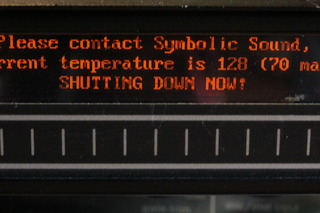 Please contact Symbolic Sound,
rrent temperature is 128 (70 ma
SHUTTING DOWN NOW!